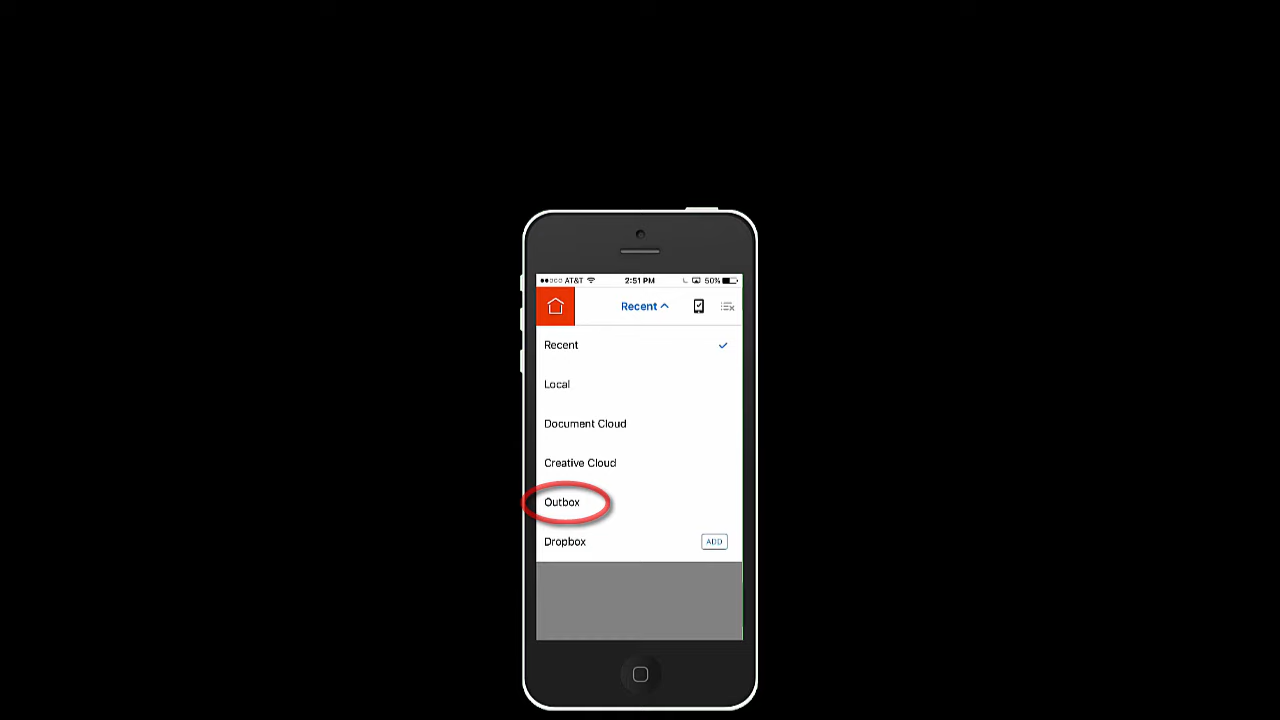 AT&T 2:51 PM 50%
Recent
Recent
Local
Document Cloud
Creative Cloud
Outbox
Dropbox ADD